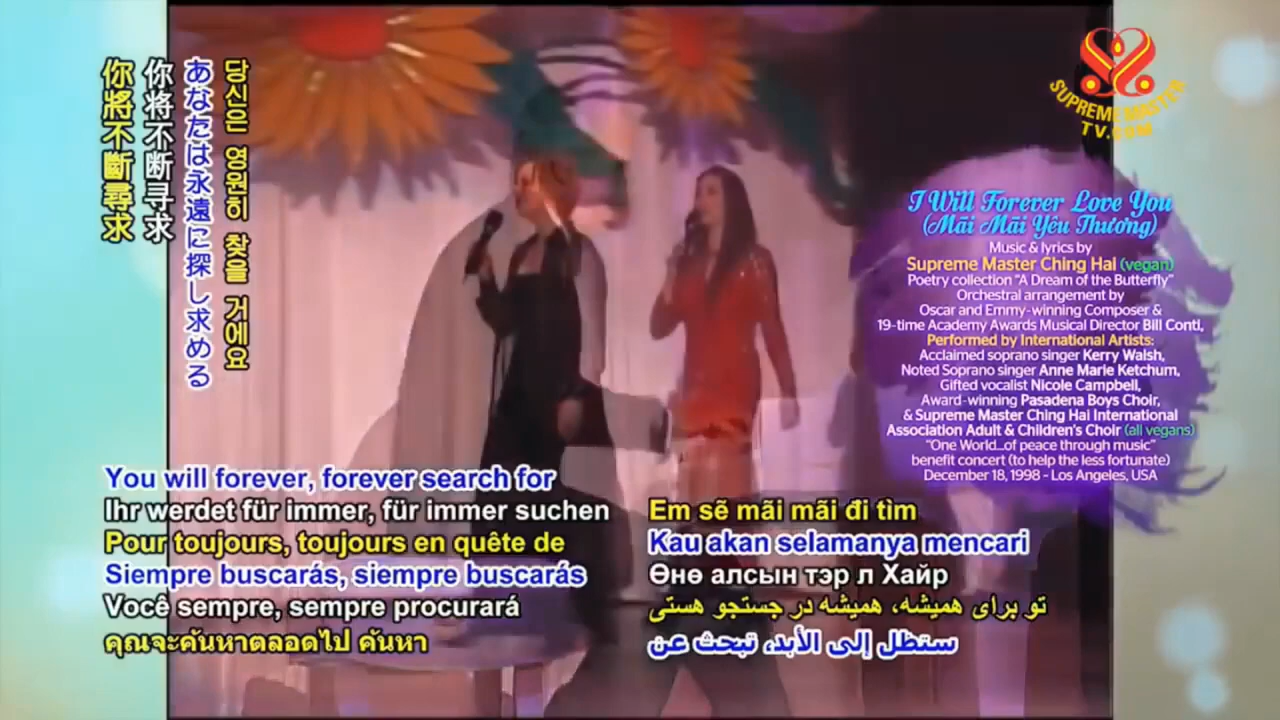 你將不斷尋求
你将不断寻求
あなたは永遠に探し求める
당신은 영원히 찾을 거에요
SUPREME MASTER
TV.COM
I Will Forever Love You
(Mãi Mãi Yêu Thương)
Music & lyrics by
Supreme Master Ching Hai (vegan)
Poetry collection "A Dream of the Butterfly"
Orchestral arrangement by
Oscar and Emmy-winning Composer &
19-time Academy Awards Musical Director Bill Conti,
Performed by International Artists:
Acclaimed soprano singer Kerry Walsh,
Noted Soprano singer Anne Marie Ketchum,
Gifted vocalist Nicole Campbell,
Award-winning Pasadena Boys Choir,
& Supreme Master Ching Hai International
Association Adult & Children's Choir (all vegans)
"One World...of peace through music"
benefit concert (to help the less fortunate)
December 18, 1998 - Los Angeles, USA
You will forever, forever search for
Ihr werdet für immer, für immer suchen
Pour toujours, toujours en quête de
Siempre buscarás, siempre buscarás
Você sempre, sempre procurará
คุณจะค้นหาตลอดไป ค้นหา
Em sẽ mãi mãi đi tìm
Kau akan selamanya mencari
Өнө алсын тэр л Хайр
تو برای همیشه، همیشه در جستجو هستی
ستظل إلى الأبد، تبحث عن